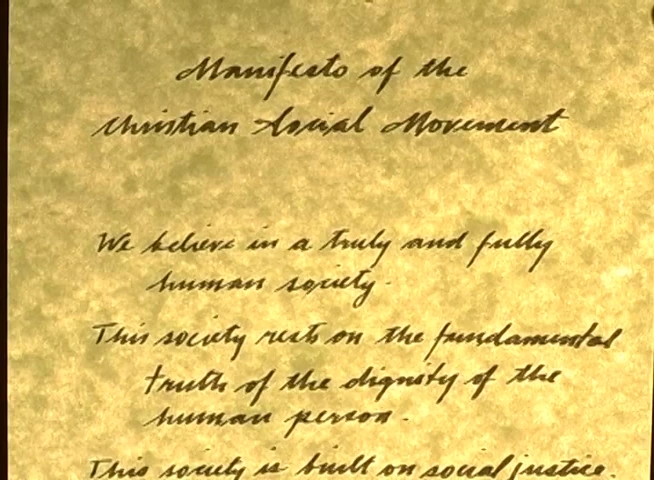 Manifesto of the
Christian Social Movement
We believe in a truly and fully
human society.
This society rests on the fundamental
truth of the dignity of the
human person.
This society is built on social justice.